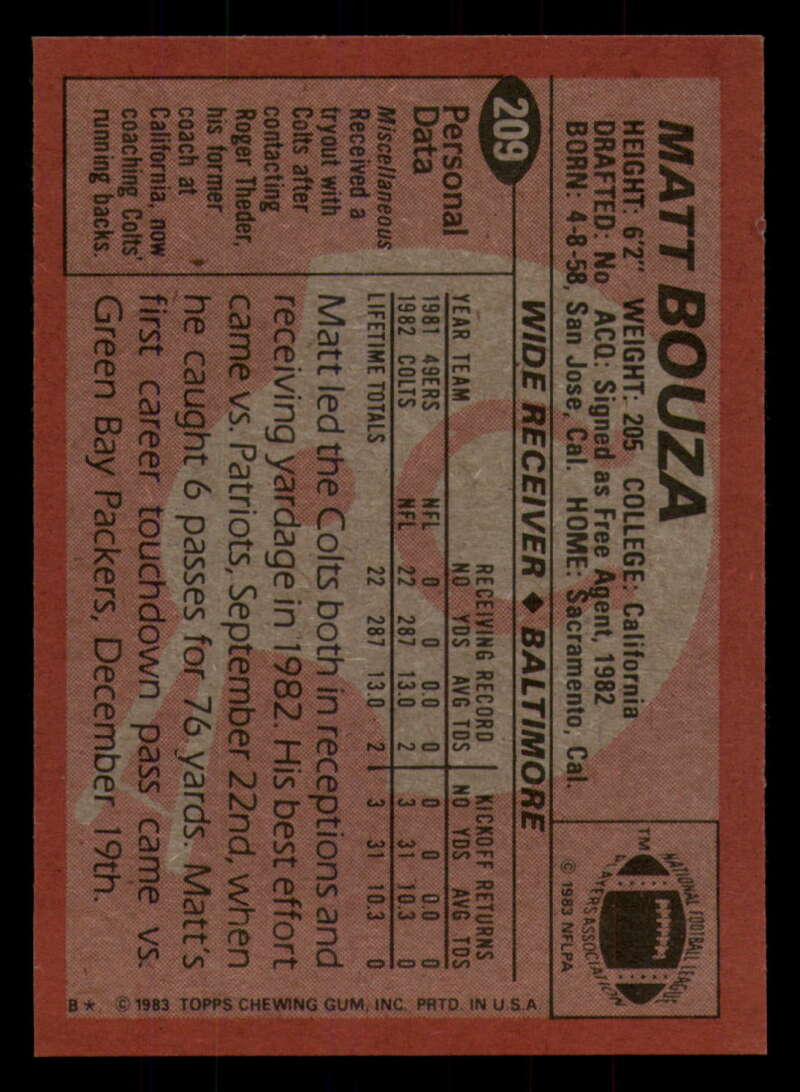 MATT BOUZA
HEIGHT: 6'2" WEIGHT: 205 COLLEGE: California
DRAFTED: No ACQ: Signed as Free Agent, 1982
BORN: 4-8-58, San Jose, Cal. HOME: Sacramento, Cal.
NATIONAL FOOTBALL LEAGUE
PLAYERS ASSOCIATION
TM
© 1983 NFLPA
209
WIDE RECEIVER ♦ BALTIMORE
Personal
Data
Miscellaneous
Received a
tryout with
Colts after
contacting
Roger Theder,
his former
coach at
California, now
coaching Colts'
running backs.
RECEIVING RECORD KICKOFF RETURNS
YEAR TEAM NO YDS AVG TDS NO YDS AVG TDS
1981 49ERS NFL 0 0 0.0 0 0 0 0.0 0
1982 COLTS NFL 22 287 13.0 2 3 31 10.3 0
LIFETIME TOTALS 22 287 13.0 2 3 31 10.3 0
Matt led the Colts both in receptions and
receiving yardage in 1982. His best effort
came vs. Patriots, September 22nd, when
he caught 6 passes for 76 yards. Matt's
first career touchdown pass came vs.
Green Bay Packers, December 19th.
B* © 1983 TOPPS CHEWING GUM, INC. PRTD. IN U.S.A.